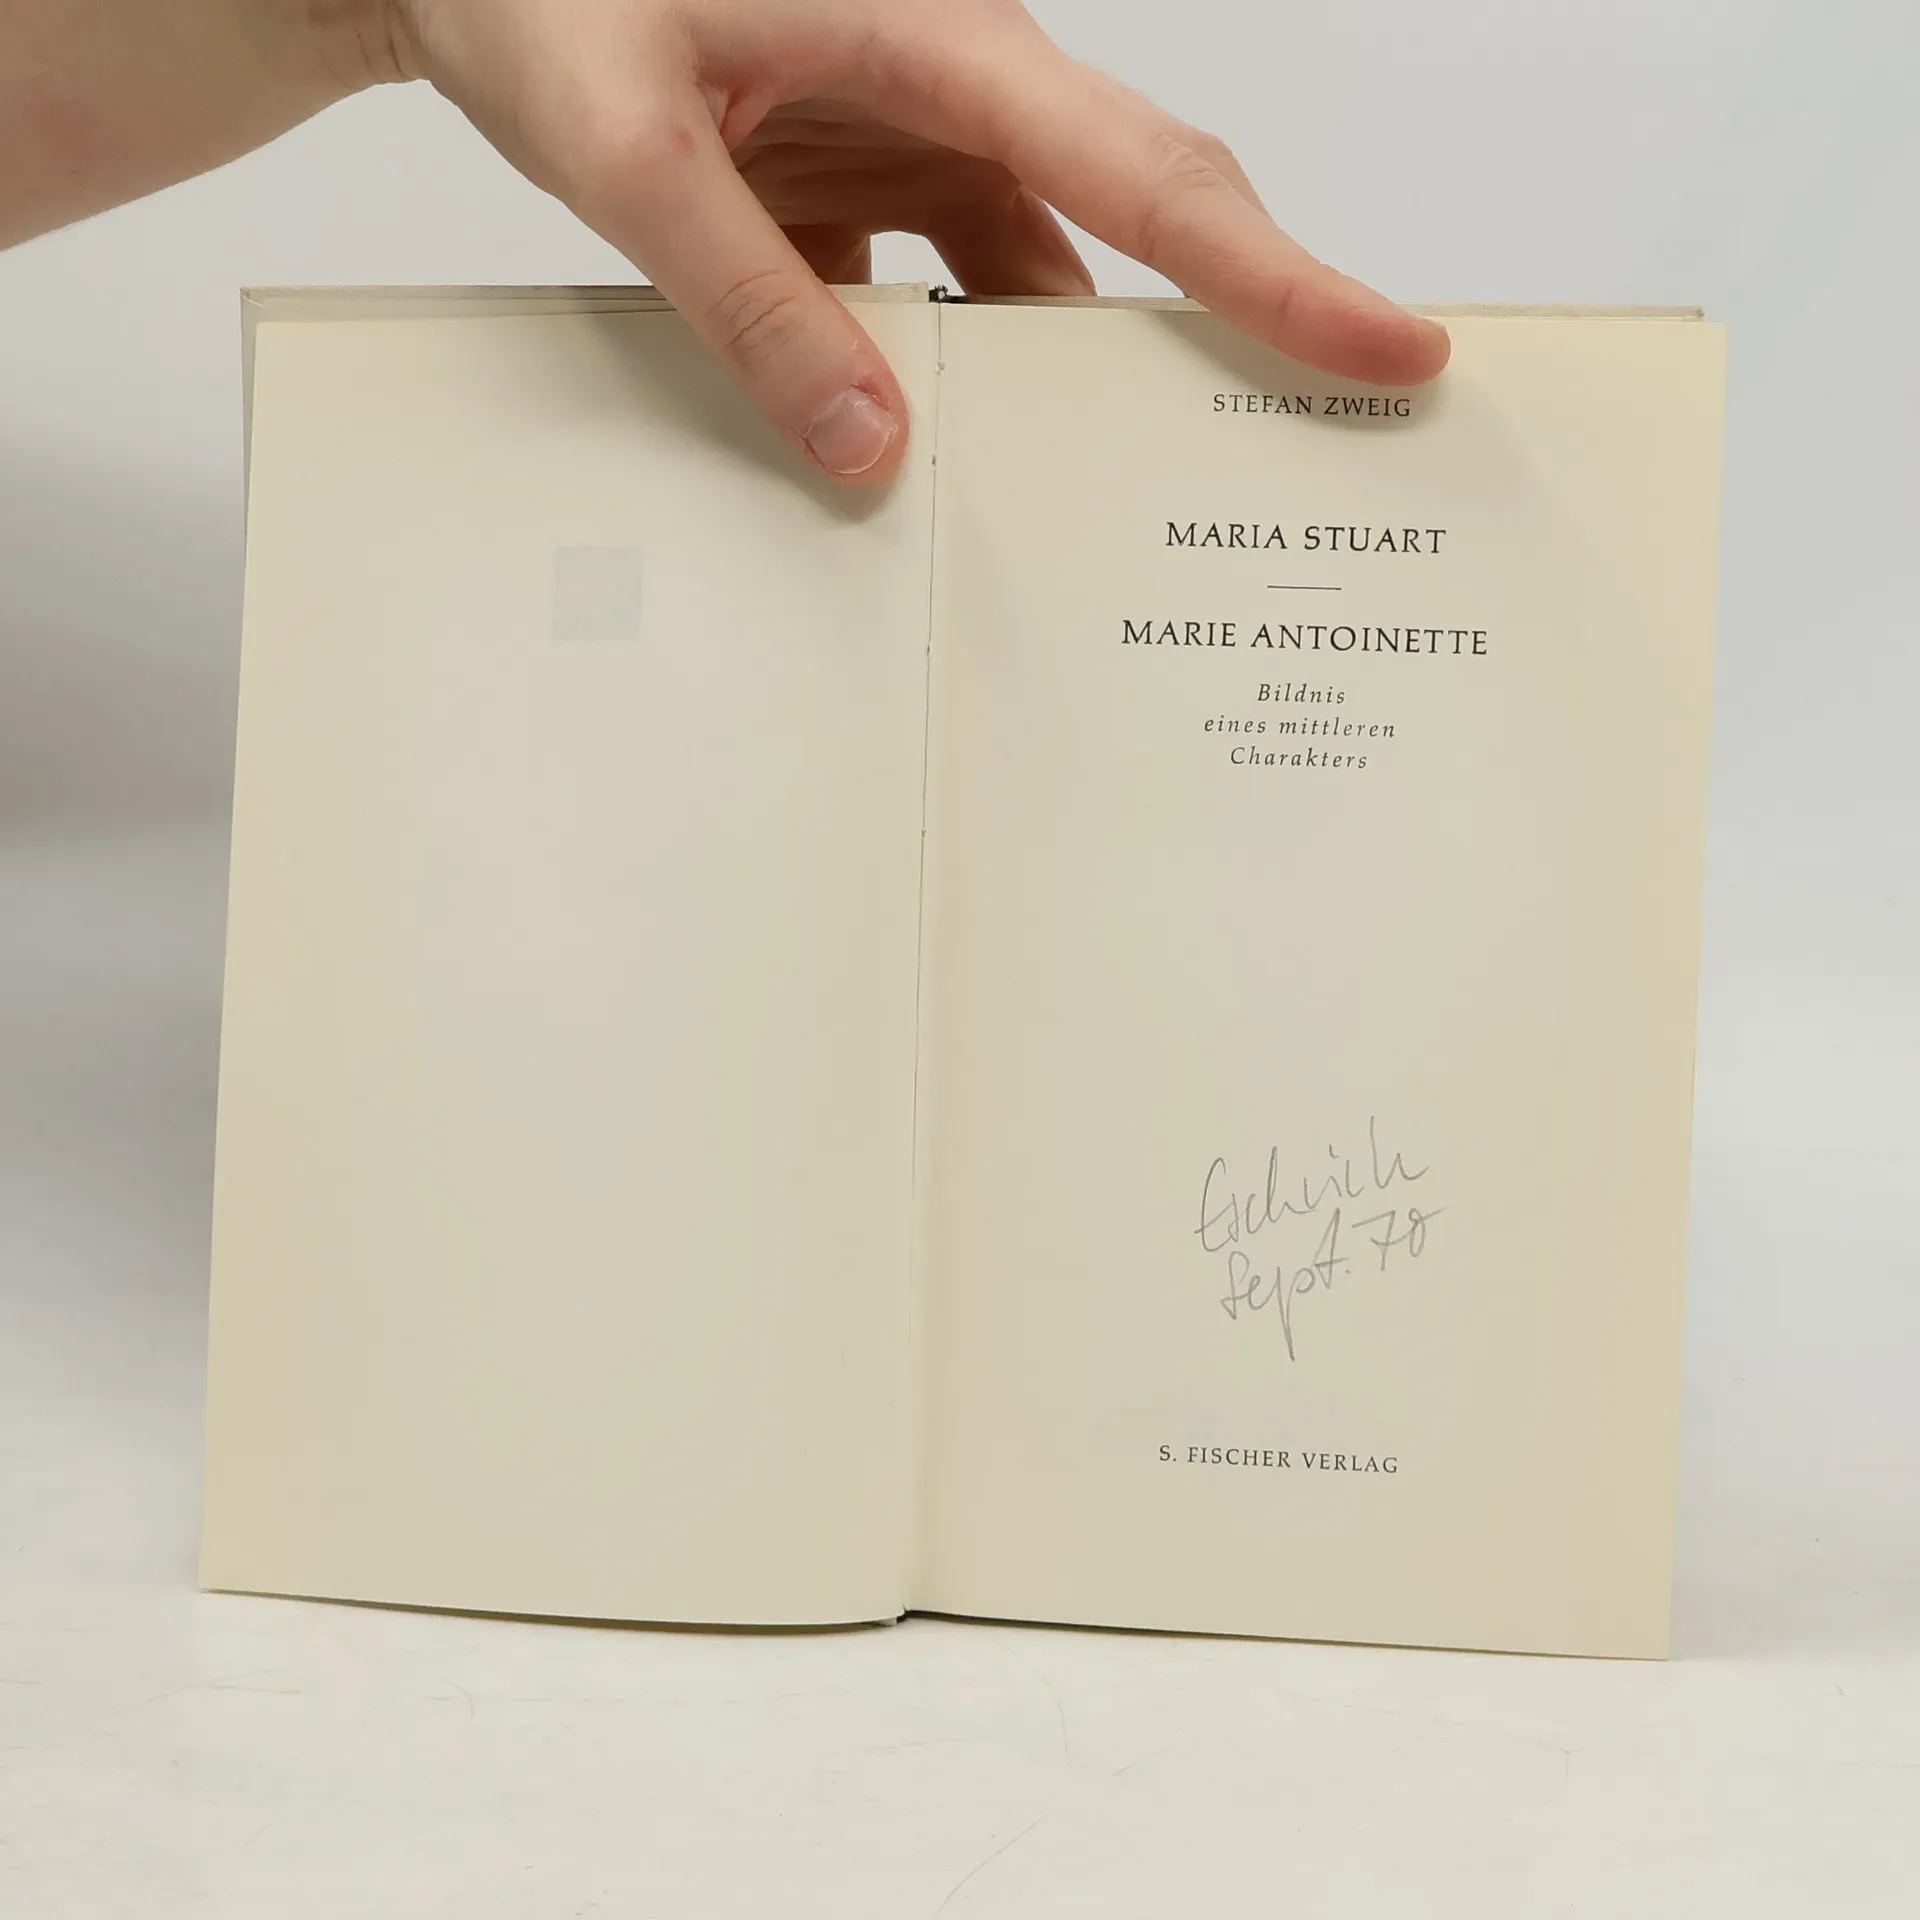 STEFAN ZWEIG
MARIA STUART
MARIE ANTOINETTE
Bildnis
eines mittleren
Charakters
Sept. 70
S. FISCHER VERLAG